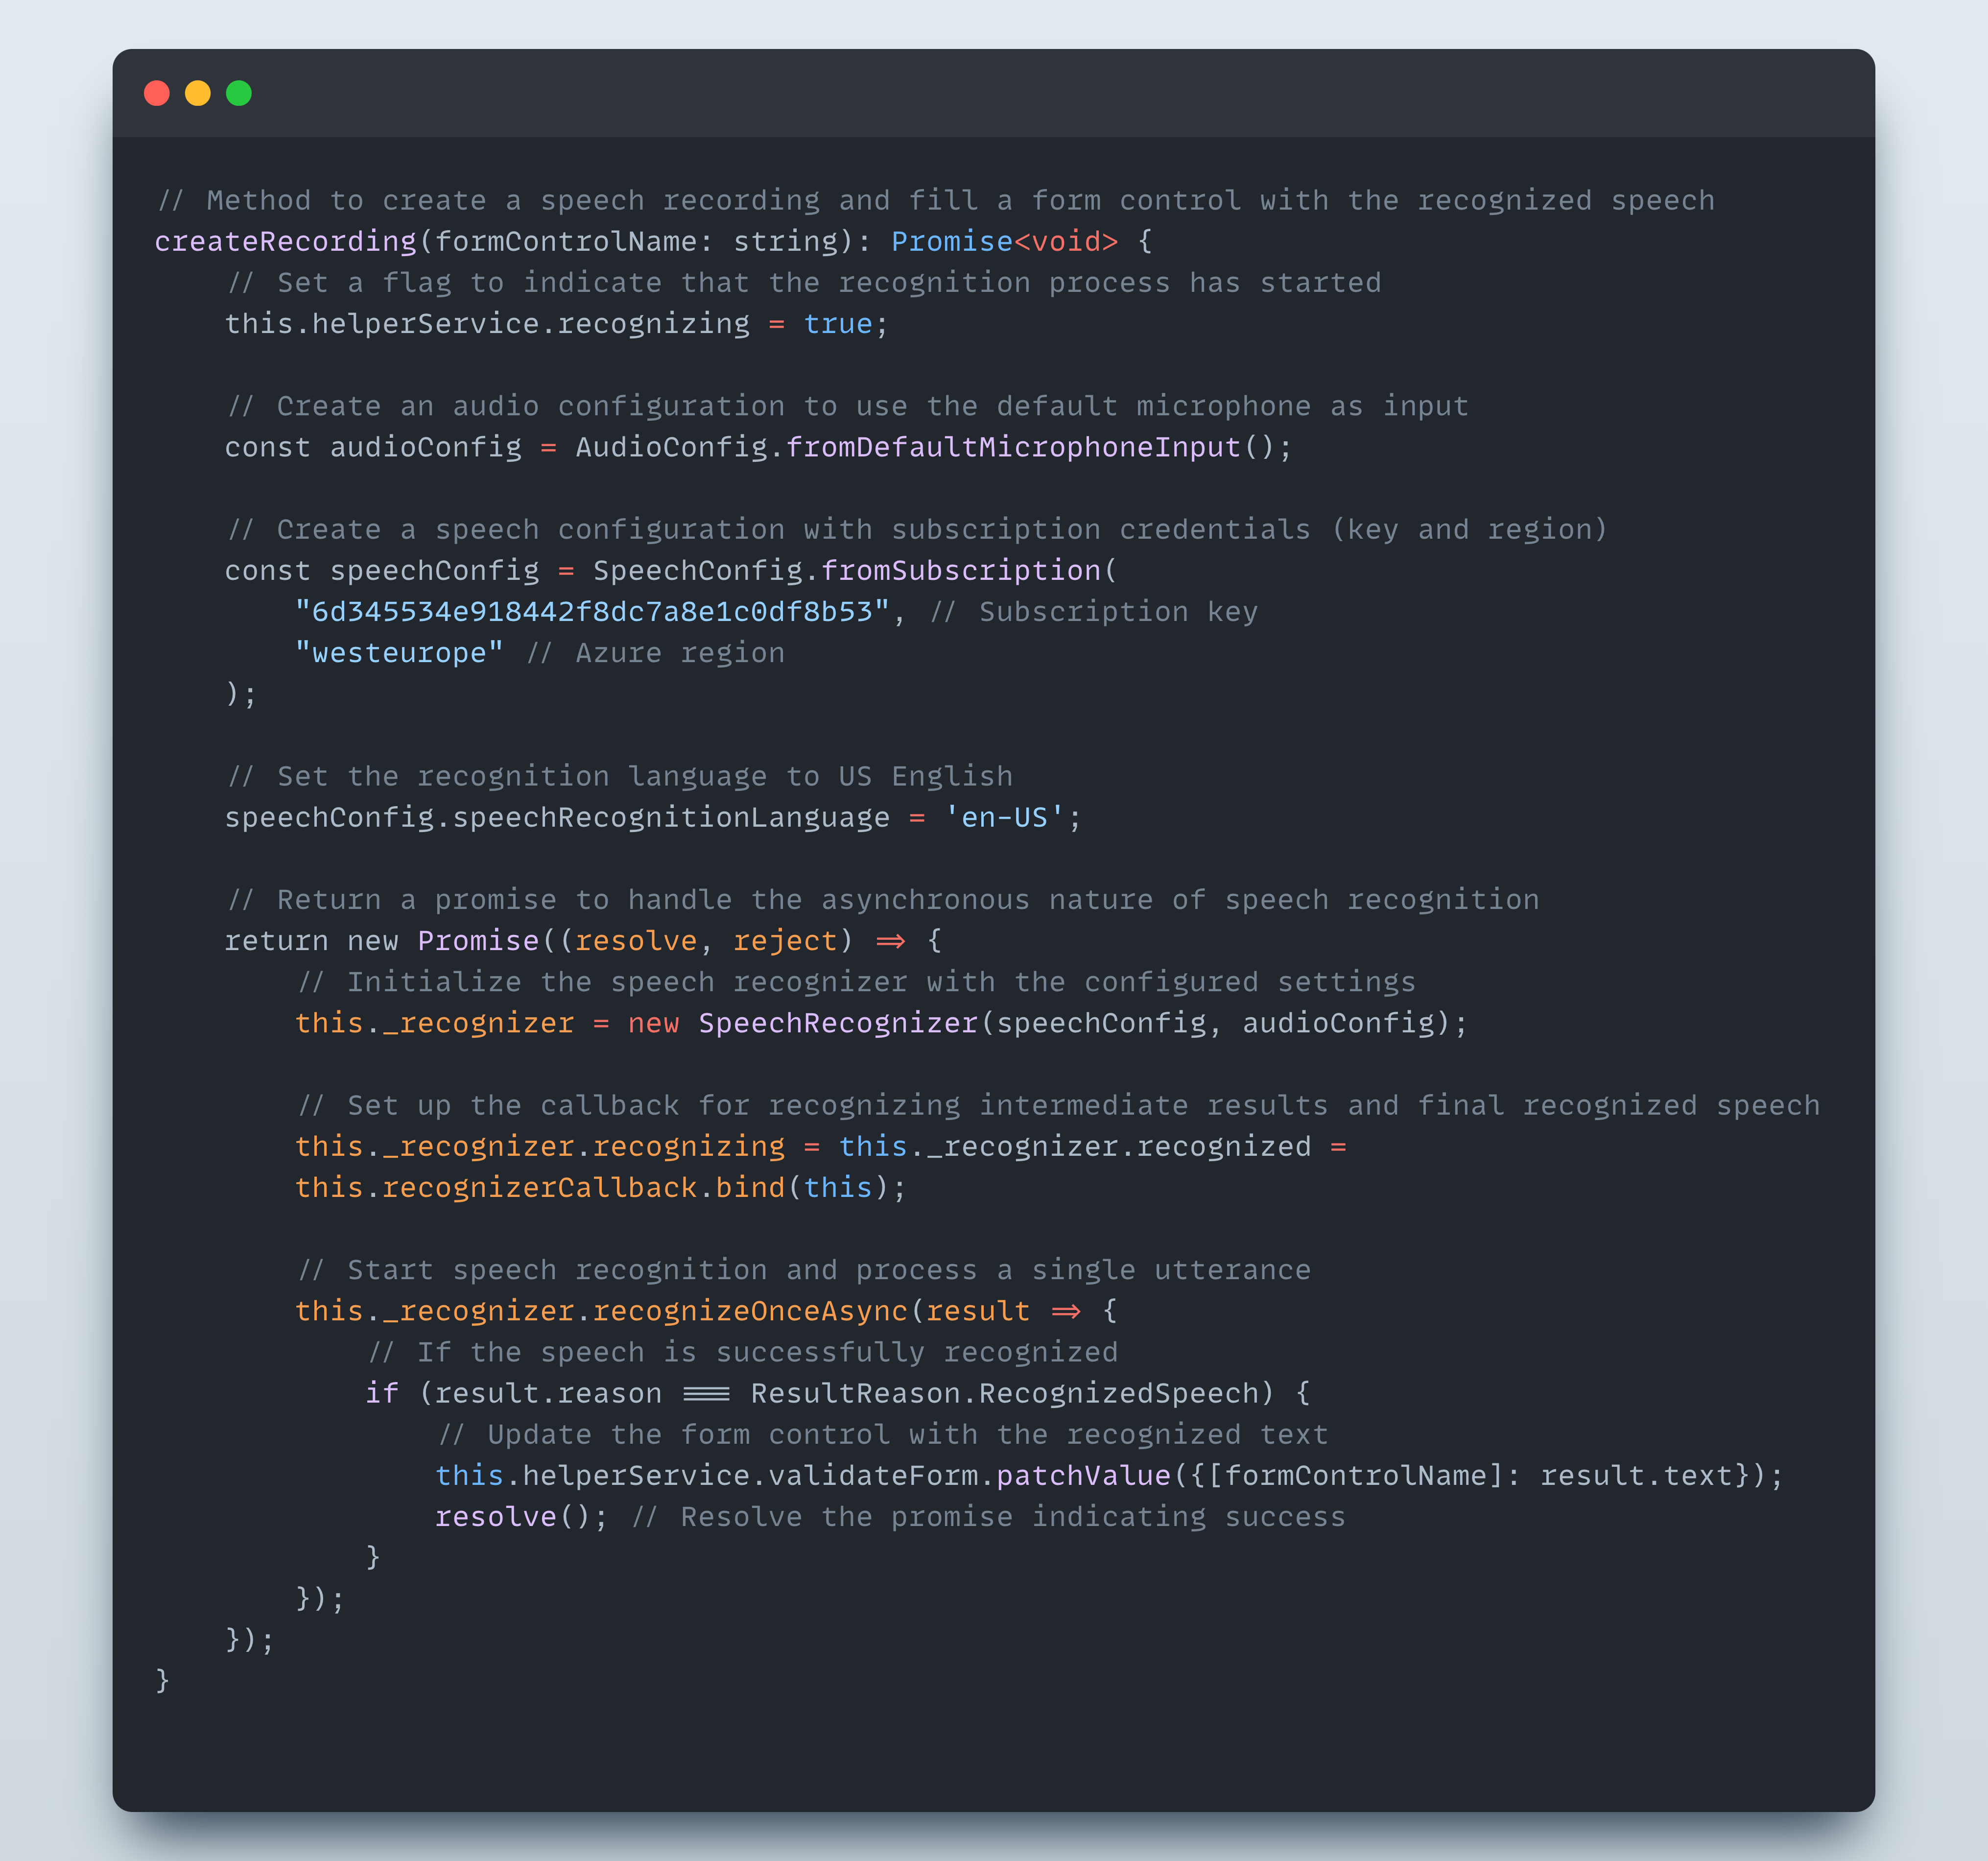 // Method to create a speech recording and fill a form control with the recognized speech
createRecording(formControlName: string): Promise<void> {
// Set a flag to indicate that the recognition process has started
this.helperService.recognizing = true;
// Create an audio configuration to use the default microphone as input
const audioConfig = AudioConfig.fromDefaultMicrophoneInput();
// Create a speech configuration with subscription credentials (key and region)
const speechConfig = SpeechConfig.fromSubscription(
"6d345534e918442f8dc7a8e1c0df8b53", // Subscription key
"westeurope" // Azure region
);
// Set the recognition language to US English
speechConfig.speechRecognitionLanguage = 'en-US';
// Return a promise to handle the asynchronous nature of speech recognition
return new Promise((resolve, reject) => {
// Initialize the speech recognizer with the configured settings
this._recognizer = new SpeechRecognizer(speechConfig, audioConfig);
// Set up the callback for recognizing intermediate results and final recognized speech
this._recognizer.recognizing = this._recognizer.recognized =
this.recognizerCallback.bind(this);
// Start speech recognition and process a single utterance
this._recognizer.recognizeOnceAsync(result => {
// If the speech is successfully recognized
if (result.reason === ResultReason.RecognizedSpeech) {
// Update the form control with the recognized text
this.helperService.validateForm.patchValue({[formControlName]: result.text});
resolve(); // Resolve the promise indicating success
}
});
});
}